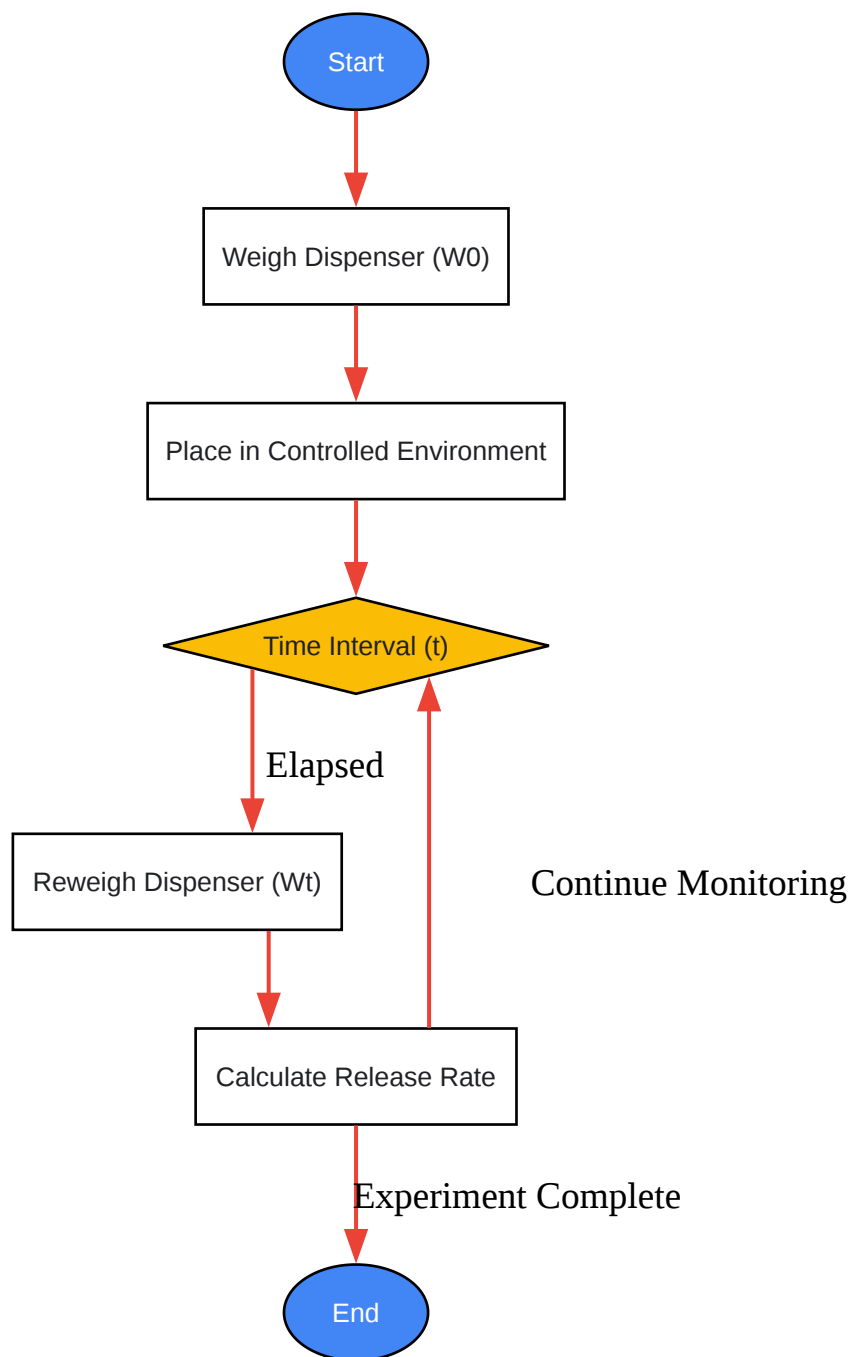 Start
Weigh Dispenser (W0)
Place in Controlled Environment
Time Interval (t)
Elapsed
Reweigh Dispenser (Wt)
Continue Monitoring
Calculate Release Rate
Experiment Complete
End